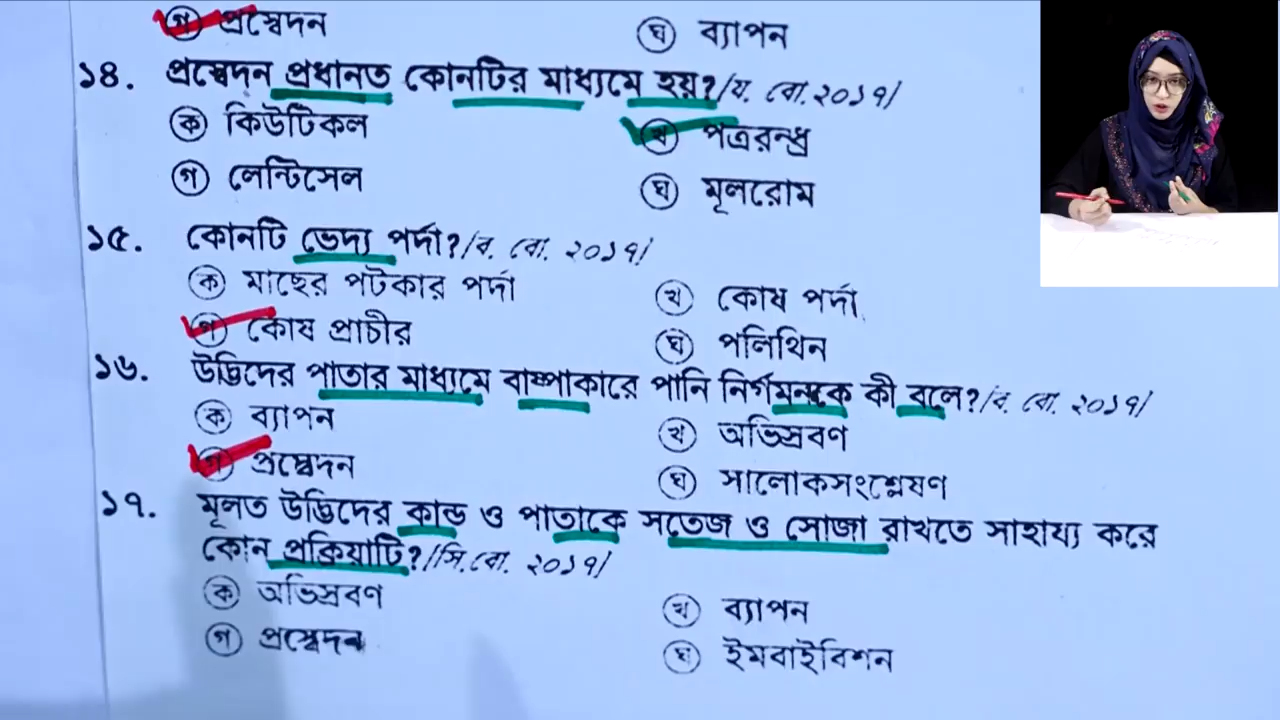 গ প্রস্বেদন ঘ ব্যাপন
১৪. প্রস্বেদন প্রধানত কোনটির মাধ্যমে হয়?/য. বো. ২০১৭/
ক কিউটিকল খ পত্ররন্ধ্র
গ লেন্টিসেল ঘ মূলরোম
১৫. কোনটি ভেদ্য পর্দা?/ব. বো. ২০১৭/
ক মাছের পটকার পর্দা খ কোষ পর্দা
গ কোষ প্রাচীর ঘ পলিথিন
১৬. উদ্ভিদের পাতার মাধ্যমে বাষ্পাকারে পানি নির্গমনকে কী বলে?/ব. বো. ২০১৭/
ক ব্যাপন খ অভিস্রবণ
গ প্রস্বেদন ঘ সালোকসংশ্লেষণ
১৭. মূলত উদ্ভিদের কান্ড ও পাতাকে সতেজ ও সোজা রাখতে সাহায্য করে
কোন প্রক্রিয়াটি?/সি.বো. ২০১৭/
ক অভিস্রবণ খ ব্যাপন
গ প্রস্বেদন ঘ ইমবাইবিশন